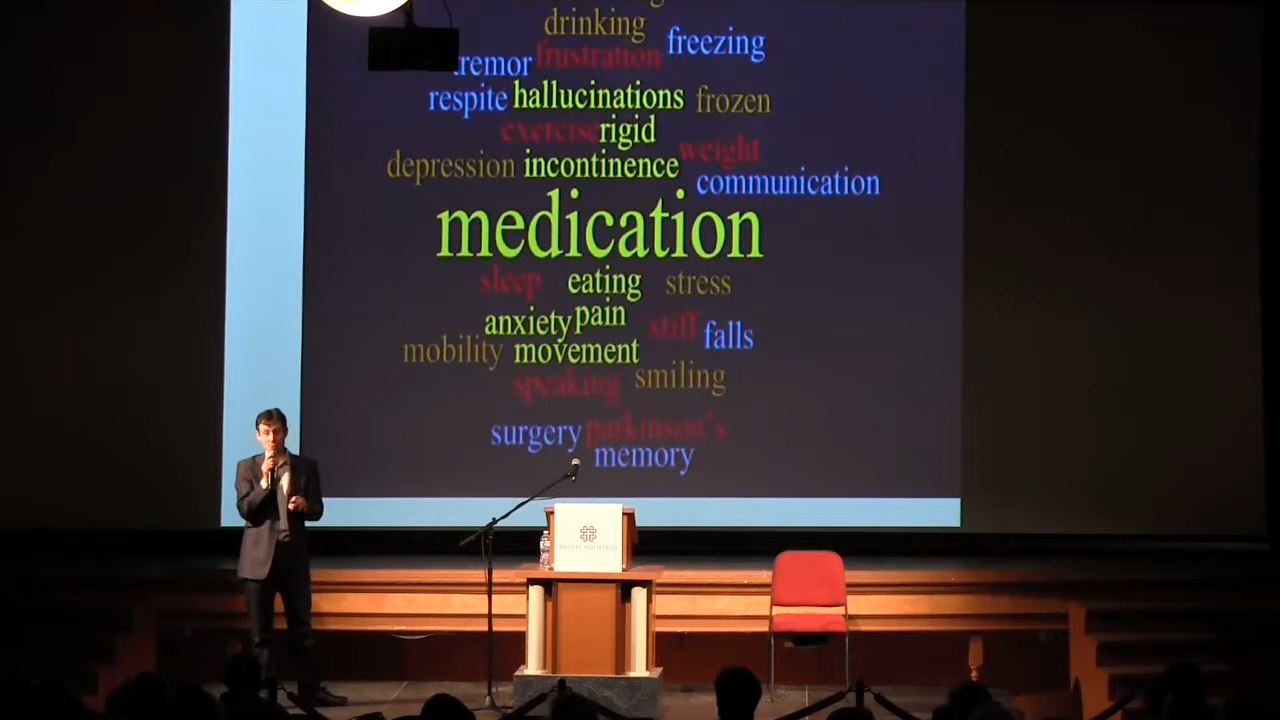 drinking
tremor frustration freezing
respite hallucinations frozen
exercise rigid
depression incontinence weight
communication
medication
sleep eating stress
anxiety pain stiff falls
mobility movement
speaking smiling
surgery parkinson's
memory